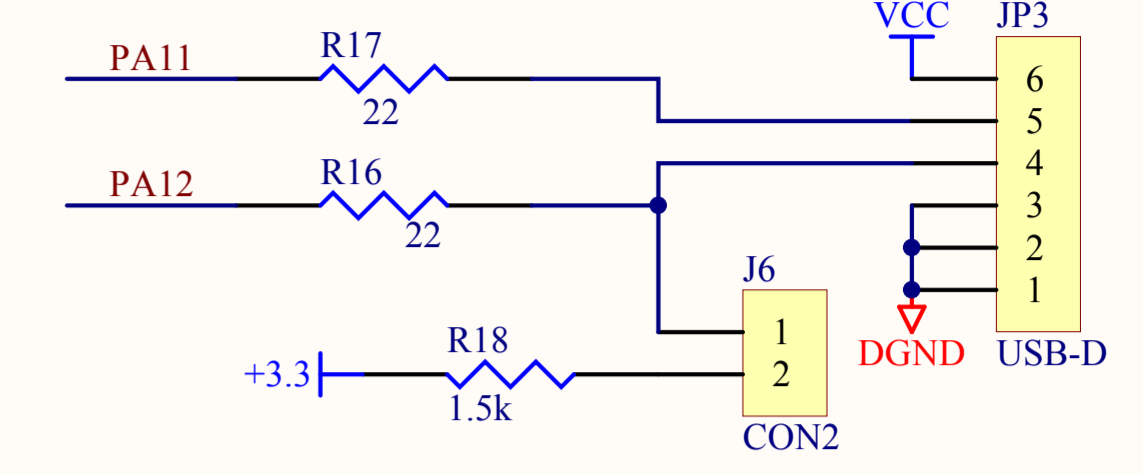 VCC
JP3
PA11
R17
22
6
5
4
3
2
1
PA12
R16
22
J6
1
2
DGND
USB-D
+3.3
R18
1.5k
CON2